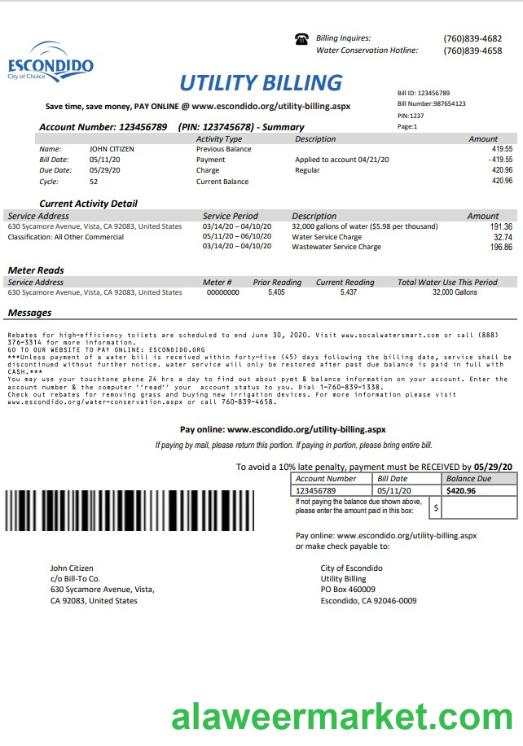 Billing Inquires: (760)839-4682
Water Conservation Hotline: (760)839-4658
ESCONDIDO
City of Choice
UTILITY BILLING
Save time, save money, PAY ONLINE @ www.escondido.org/utility-billing.aspx
Bill ID: 123456789
Bill Number:987654123
PIN:1237
Page:1
Account Number: 123456789 (PIN: 123745678) - Summary
Activity Type Description Amount
Name: JOHN CITIZEN Previous Balance 419.55
Bill Date: 05/11/20 Payment Applied to account 04/21/20 - 419.55
Due Date: 05/29/20 Charge Regular 420.96
Cycle: 52 Current Balance 420.96
Current Activity Detail
Service Address Service Period Description Amount
630 Sycamore Avenue, Vista, CA 92083, United States 03/14/20 – 04/10/20 32,000 gallons of water ($5.98 per thousand) 191.36
Classification: All Other Commercial 05/11/20 – 06/10/20 Water Service Charge 32.74
03/14/20 – 04/10/20 Wastewater Service Charge 196.86
Meter Reads
Service Address Meter # Prior Reading Current Reading Total Water Use This Period
630 Sycamore Avenue, Vista, CA 92083, United States 00000000 5,405 5,437 32,000 Gallons
Messages
Rebates for high-efficiency toilets are scheduled to end June 30, 2020. Visit www.socalwatersmart.com or call (888)
376-3314 for more information.
GO TO OUR WEBSITE TO PAY ONLINE: ESCONDIDO.ORG
***Unless payment of a water bill is received within forty-five (45) days following the billing date, service shall be
discontinued without further notice. water service will only be restored after past due balance is paid in full with
CASH.***
You may use your touchtone phone 24 hrs a day to find out about pymt & balance information on your account. Enter the
account number & the computer ''read'' your account status to you. Dial 1-760-839-1338.
Check out rebates for removing grass and buying new irrigation devices. For more information please visit
www.escondido.org/water-conservation.aspx or call 760-839-4658.
Pay online: www.escondido.org/utility-billing.aspx
If paying by mail, please return this portion. If paying in portion, please bring entire bill.
To avoid a 10% late penalty, payment must be RECEIVED by 05/29/20
Account Number Bill Date Balance Due
123456789 05/11/20 $420.96
If not paying the balance due shown above,
please enter the amount paid in this box: $
Pay online: www.escondido.org/utility-billing.aspx
or make check payable to:
John Citizen
c/o Bill-To Co.
630 Sycamore Avenue, Vista,
CA 92083, United States
City of Escondido
Utility Billing
PO Box 460009
Escondido, CA 92046-0009
alaweermarket.com